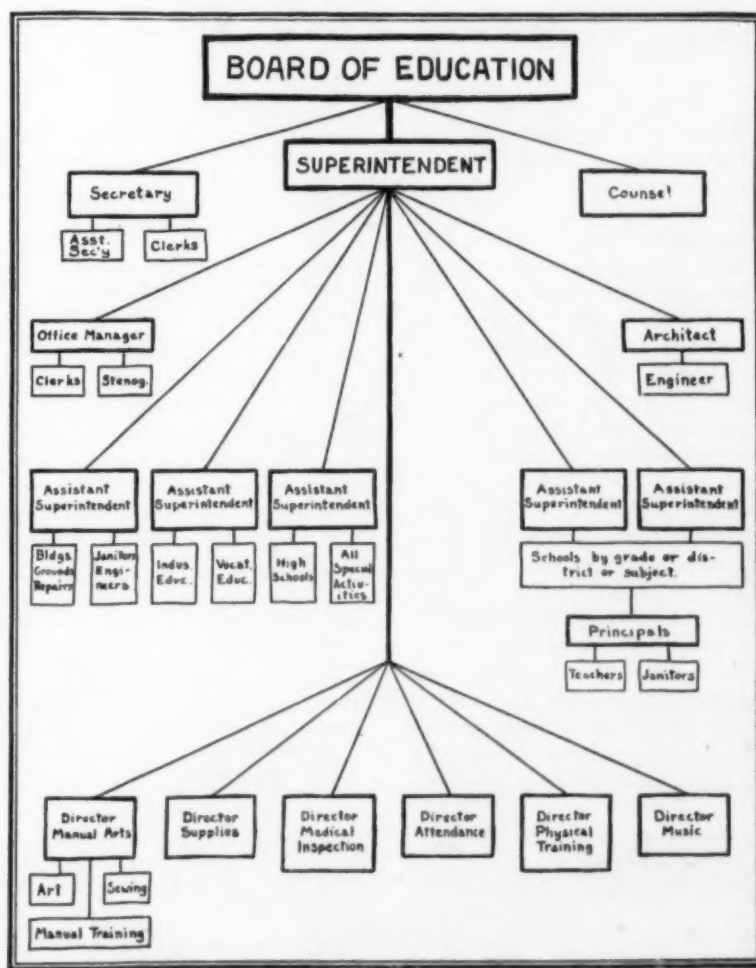 BOARD OF EDUCATION
SUPERINTENDENT
Secretary
Counsel
Asst.
Sec'y
Clerks
Office Manager
Clerks
Stenog.
Architect
Engineer
Assistant
Superintendent
Bldgs.
Grounds
Repairs
Janitors
Engi-
neers
Assistant
Superintendent
Indus.
Educ.
Vocat.
Educ.
Assistant
Superintendent
High
Schools
All
Special
Activ-
ities
Assistant
Superintendent
Assistant
Superintendent
Schools by grade or dis-
trict or subject.
Principals
Teachers
Janitors
Director
Manual Arts
Art
Sewing
Manual Training
Director
Supplies
Director
Medical
Inspection
Director
Attendance
Director
Physical
Training
Director
Music